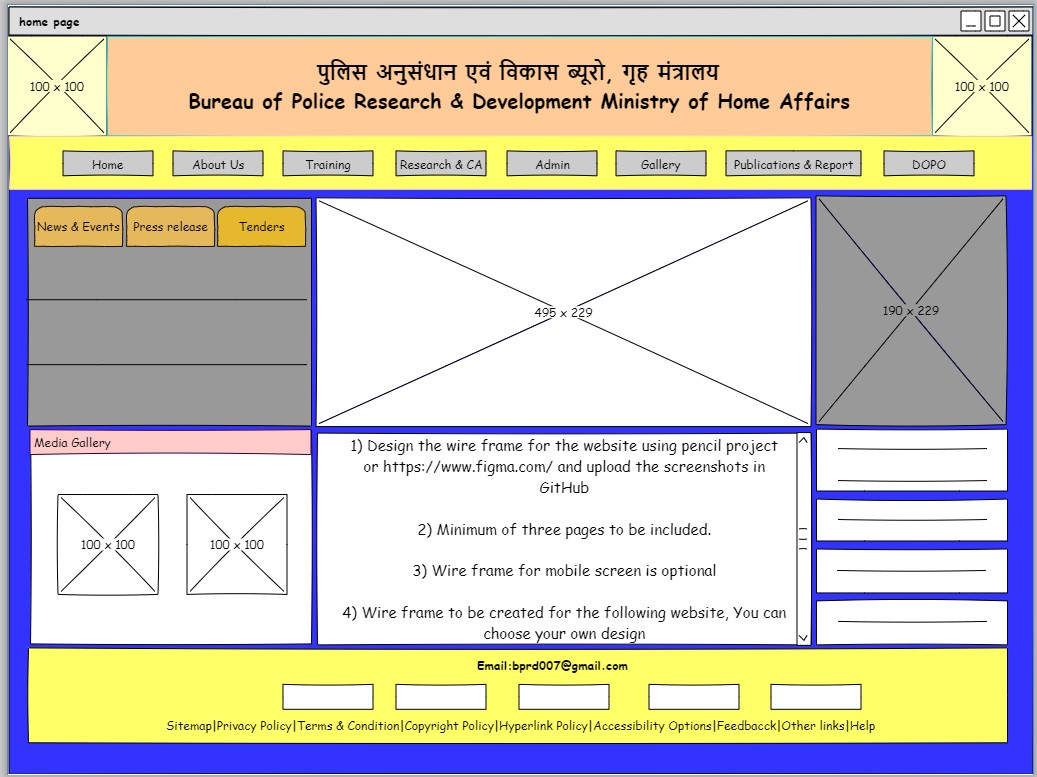 home page
100 x 100
पुलिस अनुसंधान एवं विकास ब्यूरो, गृह मंत्रालय
Bureau of Police Research & Development Ministry of Home Affairs
100 x 100
Home
About Us
Training
Research & CA
Admin
Gallery
Publications & Report
DOPO
News & Events
Press release
Tenders
495 x 229
190 x 229
Media Gallery
100 x 100
100 x 100
1) Design the wire frame for the website using pencil project
or https://www.figma.com/ and upload the screenshots in
GitHub
2) Minimum of three pages to be included.
3) Wire frame for mobile screen is optional
4) Wire frame to be created for the following website, You can
choose your own design
Email:bprd007@gmail.com
Sitemap|Privacy Policy|Terms & Condition|Copyright Policy|Hyperlink Policy|Accessibility Options|Feedbacck|Other links|Help